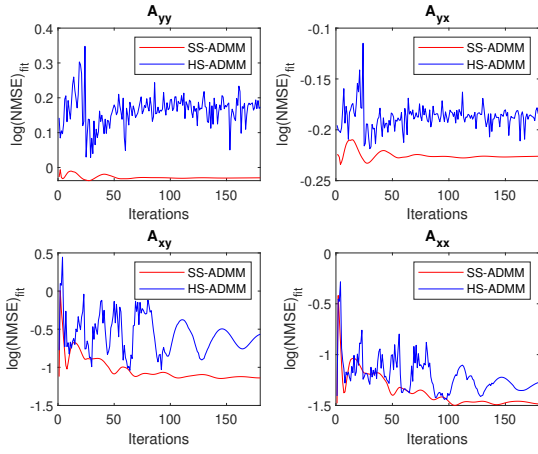 A_yy
0.4
0.3
0.2
0.1
0
log(NMSE)_fit
SS-ADMM
HS-ADMM
0 50 100 150
Iterations
A_yx
-0.1
-0.15
-0.2
-0.25
log(NMSE)_fit
SS-ADMM
HS-ADMM
0 50 100 150
Iterations
A_xy
0.5
0
-0.5
-1
-1.5
log(NMSE)_fit
SS-ADMM
HS-ADMM
0 50 100 150
Iterations
A_xx
0
-0.5
-1
-1.5
log(NMSE)_fit
SS-ADMM
HS-ADMM
0 50 100 150
Iterations